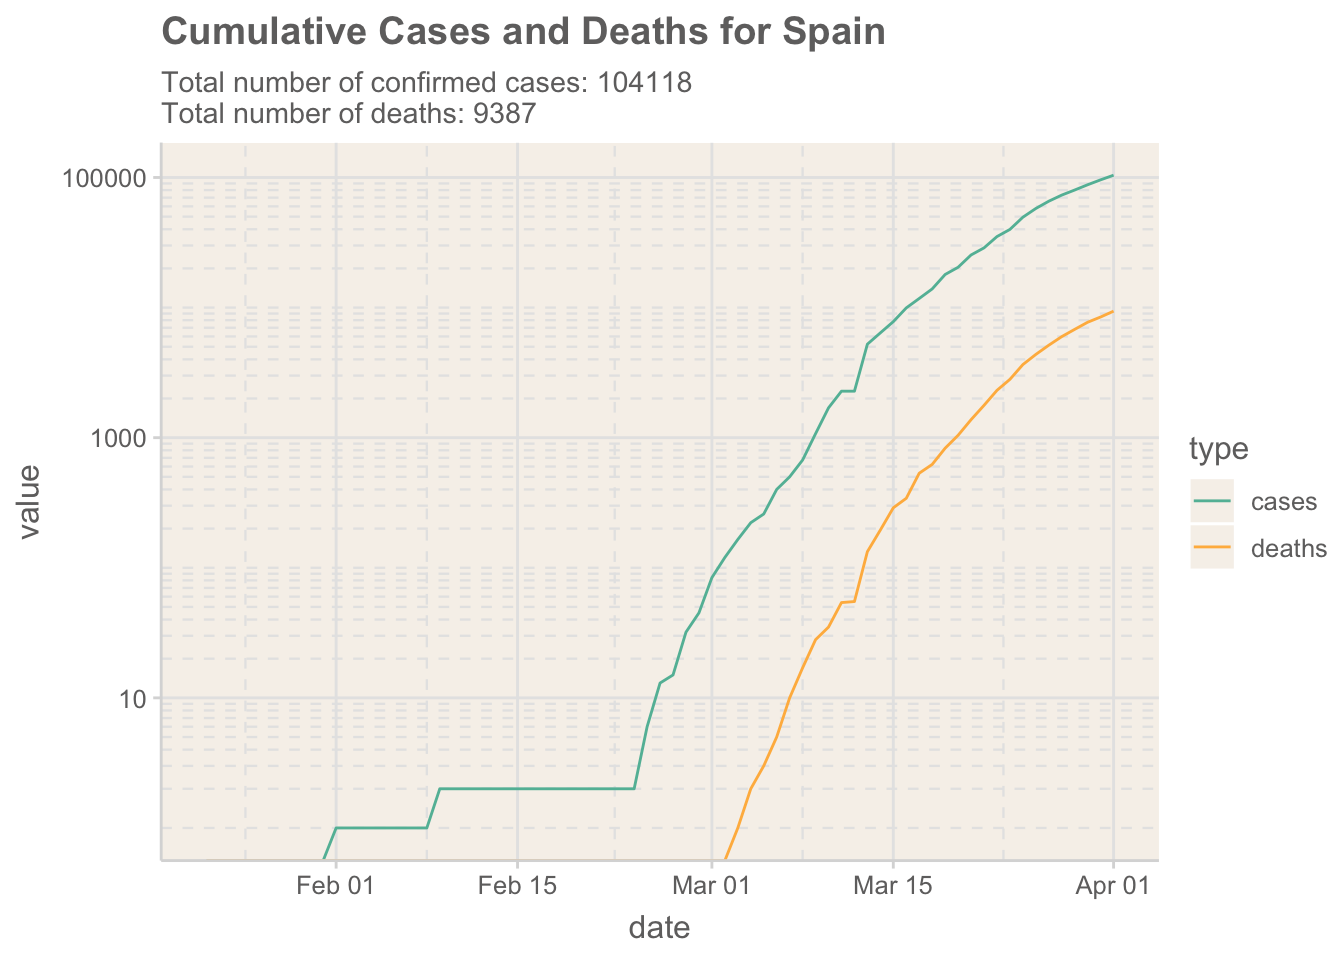 Cumulative Cases and Deaths for Spain
Total number of confirmed cases: 104118
Total number of deaths: 9387
100000
1000
10
value
Feb 01
Feb 15
Mar 01
Mar 15
Apr 01
date
type
cases
deaths